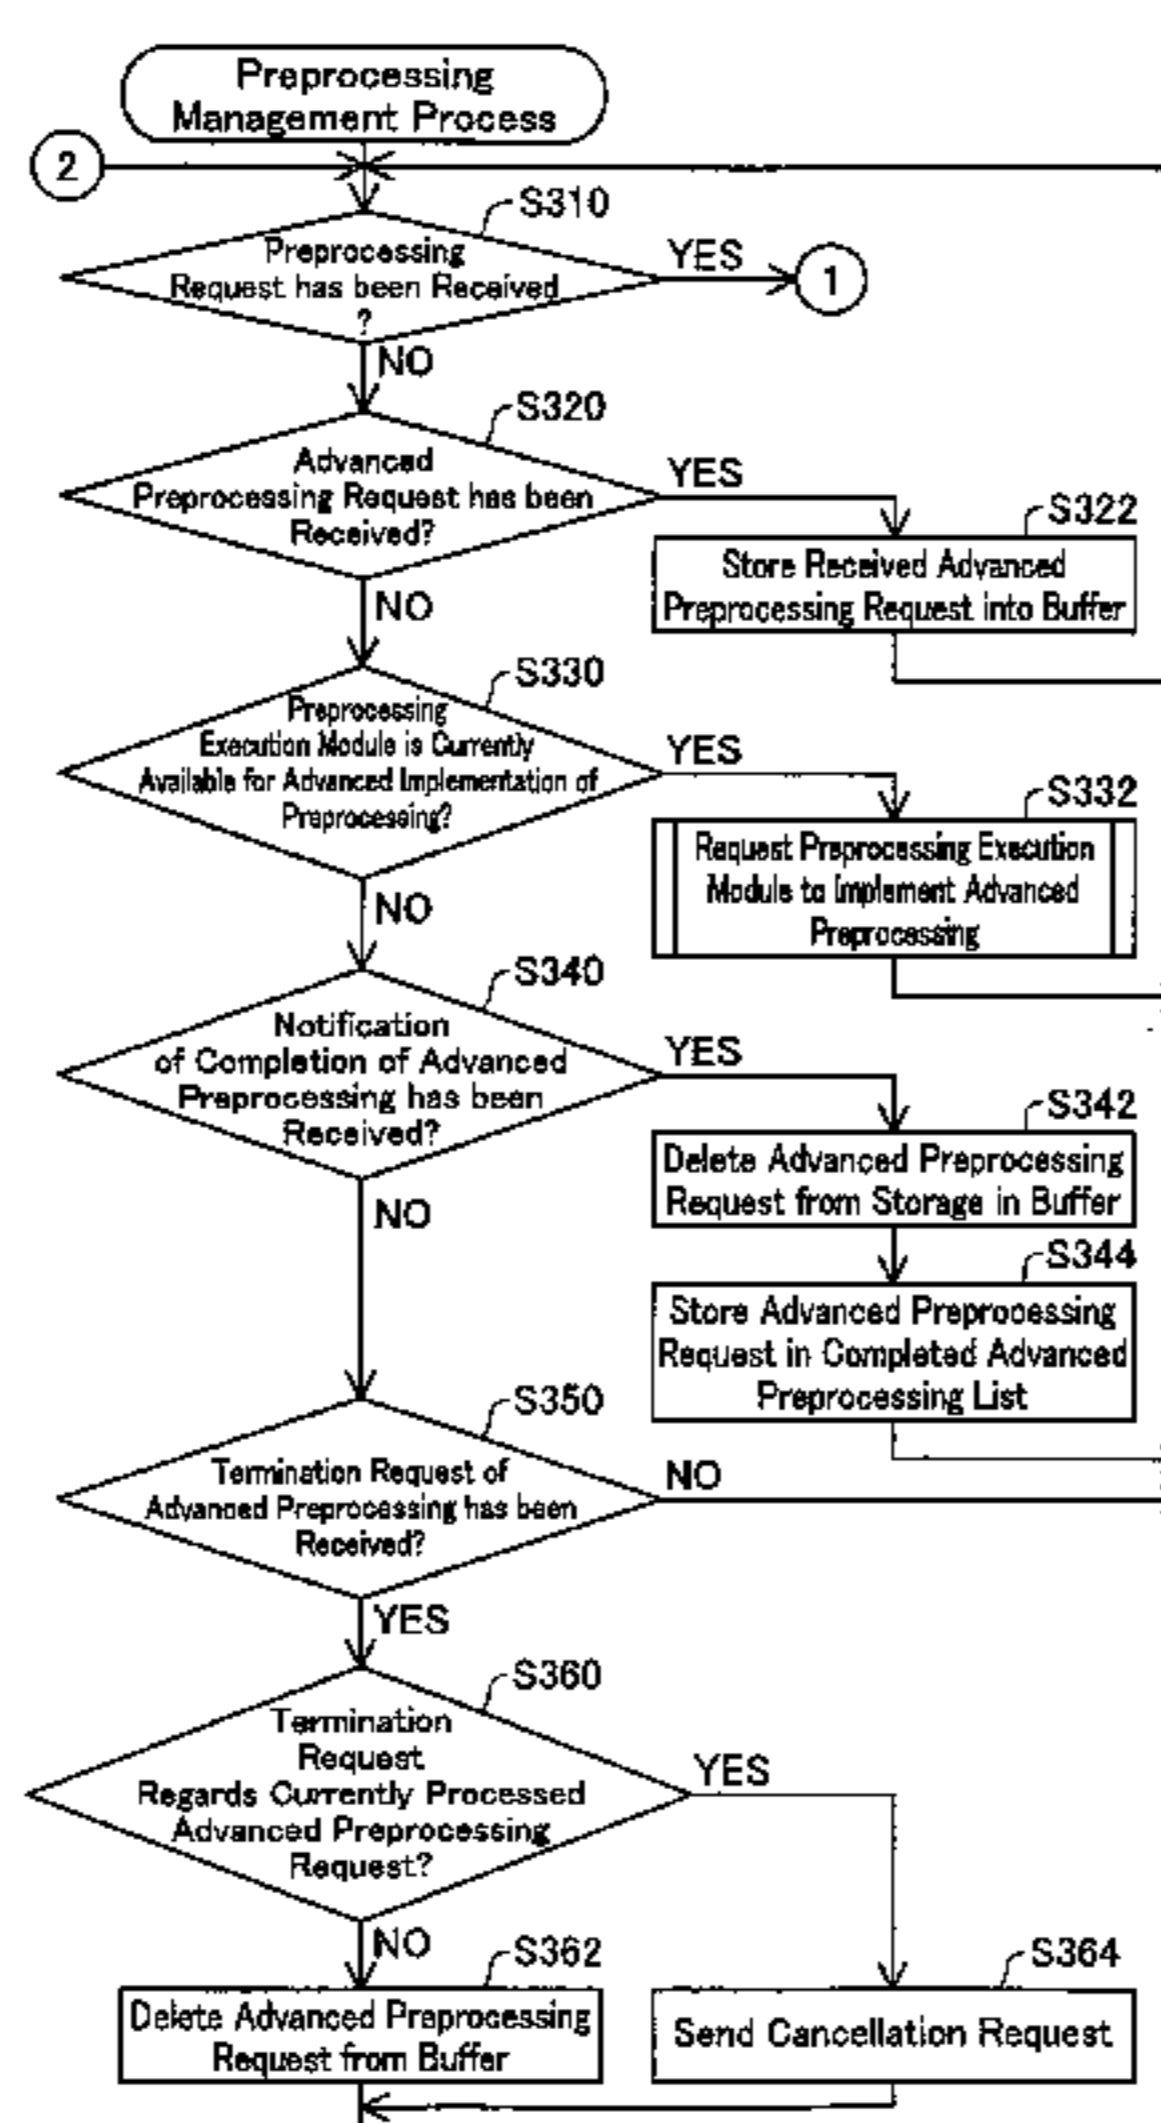 Preprocessing
Management Process
2
S310
Preprocessing
Request has been Received
?
YES
1
NO
S320
Advanced
Preprocessing Request has been
Received?
YES
S322
Store Received Advanced
Preprocessing Request into Buffer
NO
S330
Preprocessing
Execution Module is Currently
Available for Advanced Implementation of
Preprocessing?
YES
S332
Request Preprocessing Execution
Module to Implement Advanced
Preprocessing
NO
S340
Notification
of Completion of Advanced
Preprocessing has been
Received?
YES
S342
Delete Advanced Preprocessing
Request from Storage in Buffer
NO
S344
Store Advanced Preprocessing
Request in Completed Advanced
Preprocessing List
S350
Termination Request of
Advanced Preprocessing has been
Received?
NO
YES
S360
Termination
Request
Regards Currently Processed
Advanced Preprocessing
Request?
YES
NO
S362
Delete Advanced Preprocessing
Request from Buffer
S364
Send Cancellation Request